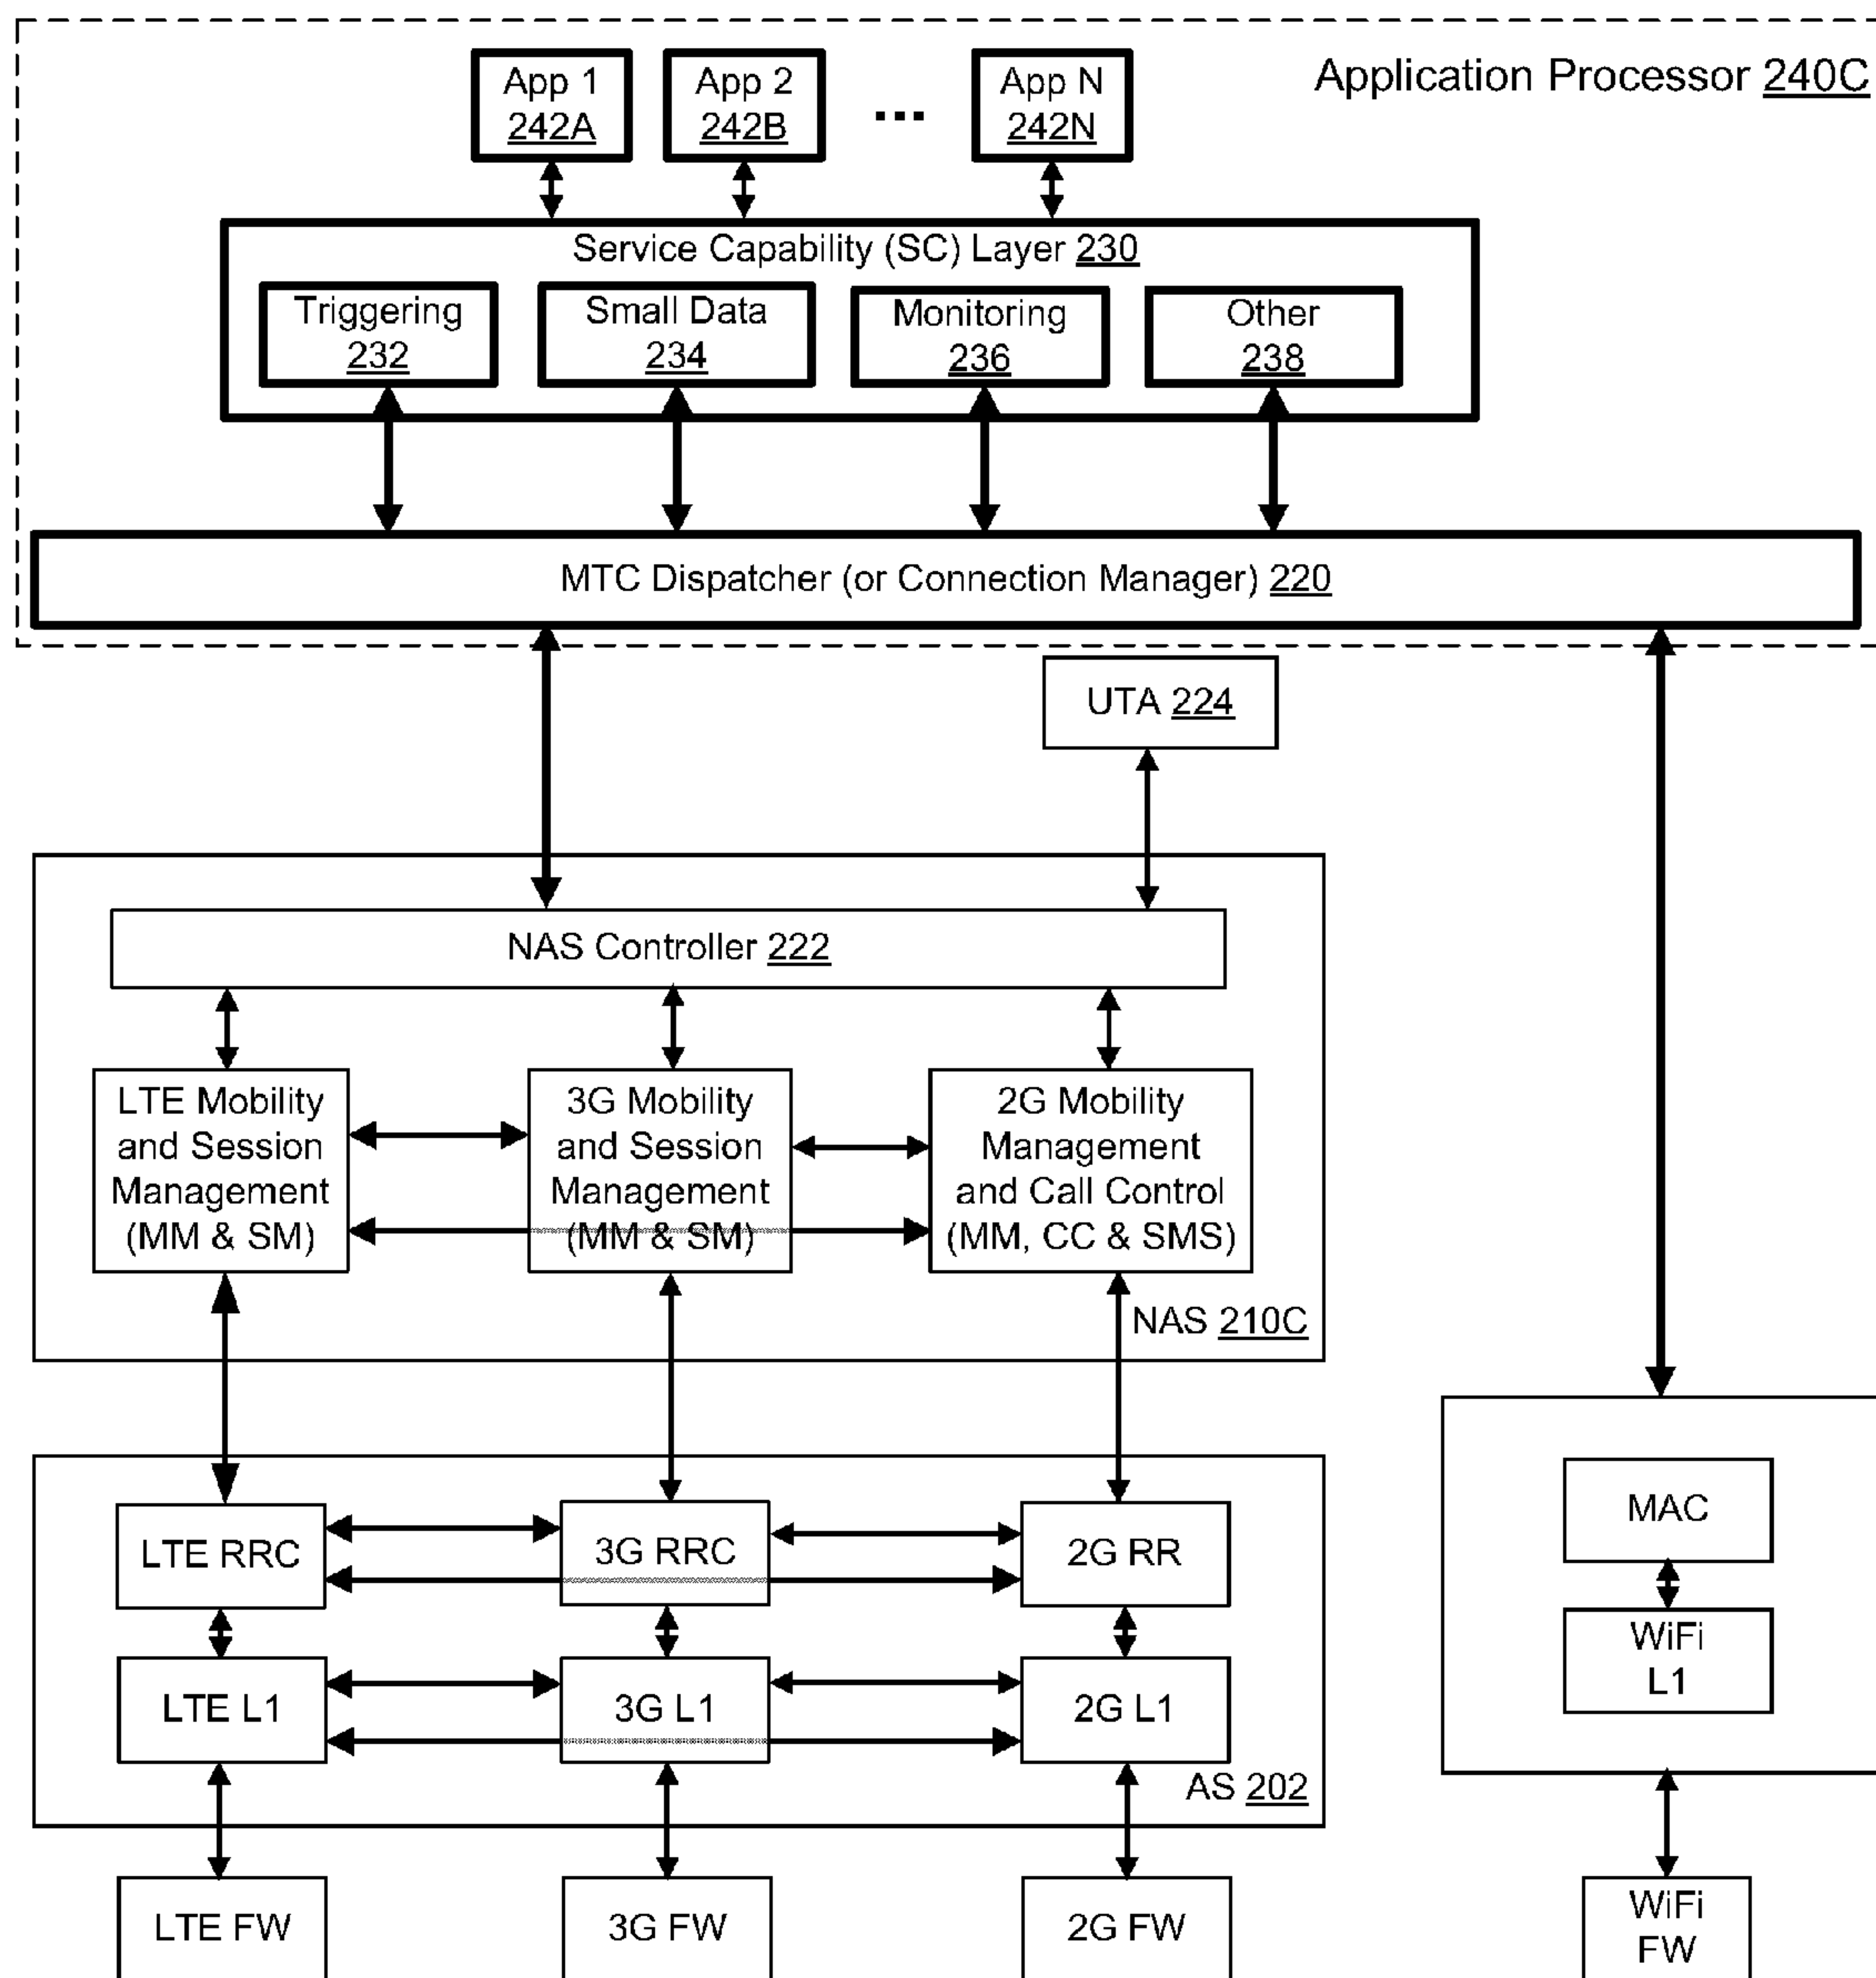 Application Processor 240C
App 1
242A
App 2
242B
...
App N
242N
Service Capability (SC) Layer 230
Triggering
232
Small Data
234
Monitoring
236
Other
238
MTC Dispatcher (or Connection Manager) 220
UTA 224
NAS Controller 222
LTE Mobility
and Session
Management
(MM & SM)
3G Mobility
and Session
Management
(MM & SM)
2G Mobility
Management
and Call Control
(MM, CC & SMS)
NAS 210C
LTE RRC
3G RRC
2G RR
MAC
LTE L1
3G L1
2G L1
WiFi
L1
AS 202
LTE FW
3G FW
2G FW
WiFi
FW